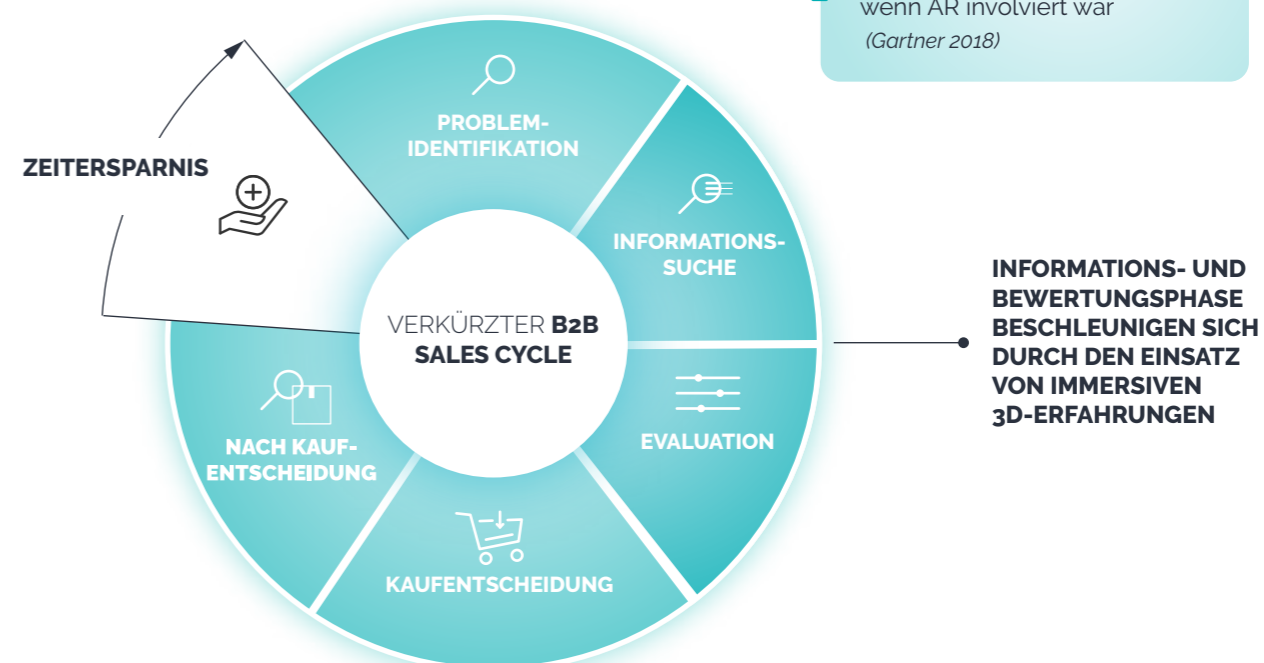 wenn AR involviert war
(Gartner 2018)
PROBLEM-
IDENTIFIKATION
ZEITERSPARNIS
INFORMATIONS-
SUCHE
INFORMATIONS- UND
BEWERTUNGSPHASE
BESCHLEUNIGEN SICH
DURCH DEN EINSATZ
VON IMMERSIVEN
3D-ERFAHRUNGEN
VERKÜRZTER B2B
SALES CYCLE
EVALUATION
NACH KAUF-
ENTSCHEIDUNG
KAUFENTSCHEIDUNG